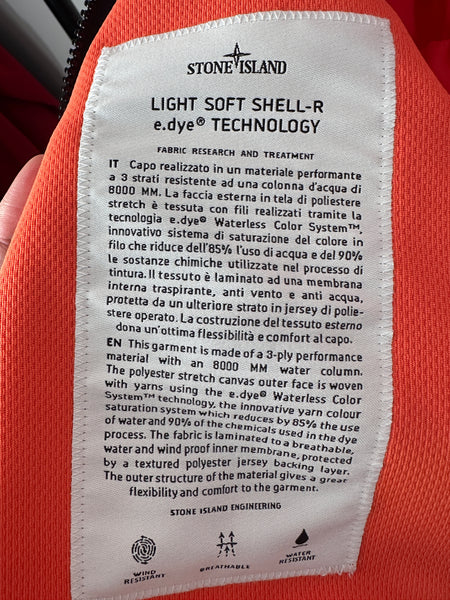 STONE ISLAND
LIGHT SOFT SHELL-R
e.dye® TECHNOLOGY
FABRIC RESEARCH AND TREATMENT
IT Capo realizzato in un materiale performante
a 3 strati resistente ad una colonna d'acqua di
8000 MM. La faccia esterna in tela di poliestere
stretch è tessuta con fili realizzati tramite la
tecnologia e.dye® Waterless Color System™,
innovativo sistema di saturazione del colore in
filo che riduce dell'85% l'uso di acqua e del 90%
le sostanze chimiche utilizzate nel processo di
tintura. Il tessuto è laminato ad una membrana
interna traspirante, anti vento e anti acqua,
protetta da un ulteriore strato in jersey di polie-
stere operato. La costruzione del tessuto esterno
dona un'ottima flessibilità e comfort al capo.
EN This garment is made of a 3-ply performance
material with an 8000 MM water column.
The polyester stretch canvas outer face is woven
with yarns using the e.dye® Waterless Color
System™ technology, the innovative yarn colour
saturation system which reduces by 85% the use
of water and 90% of the chemicals used in the dye
process. The fabric is laminated to a breathable,
water and wind proof inner membrane, protected
by a textured polyester jersey backing layer.
The outer structure of the material gives a great
flexibility and comfort to the garment.
STONE ISLAND ENGINEERING
WIND
RESISTANT
BREATHABLE
WATER
RESISTANT